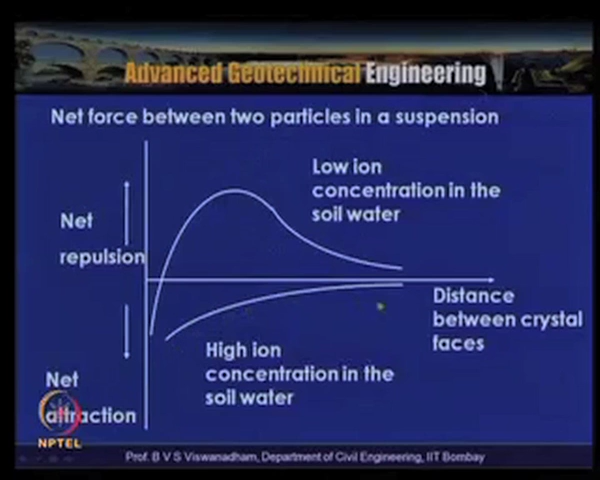 Advanced Geotechnical Engineering
Net force between two particles in a suspension
Low ion
concentration in the
soil water
Net
repulsion
Distance
between crystal
faces
High ion
concentration in the
soil water
Net
attraction
NPTEL
Prof. B V S Viswanadham, Department of Civil Engineering, IIT Bombay